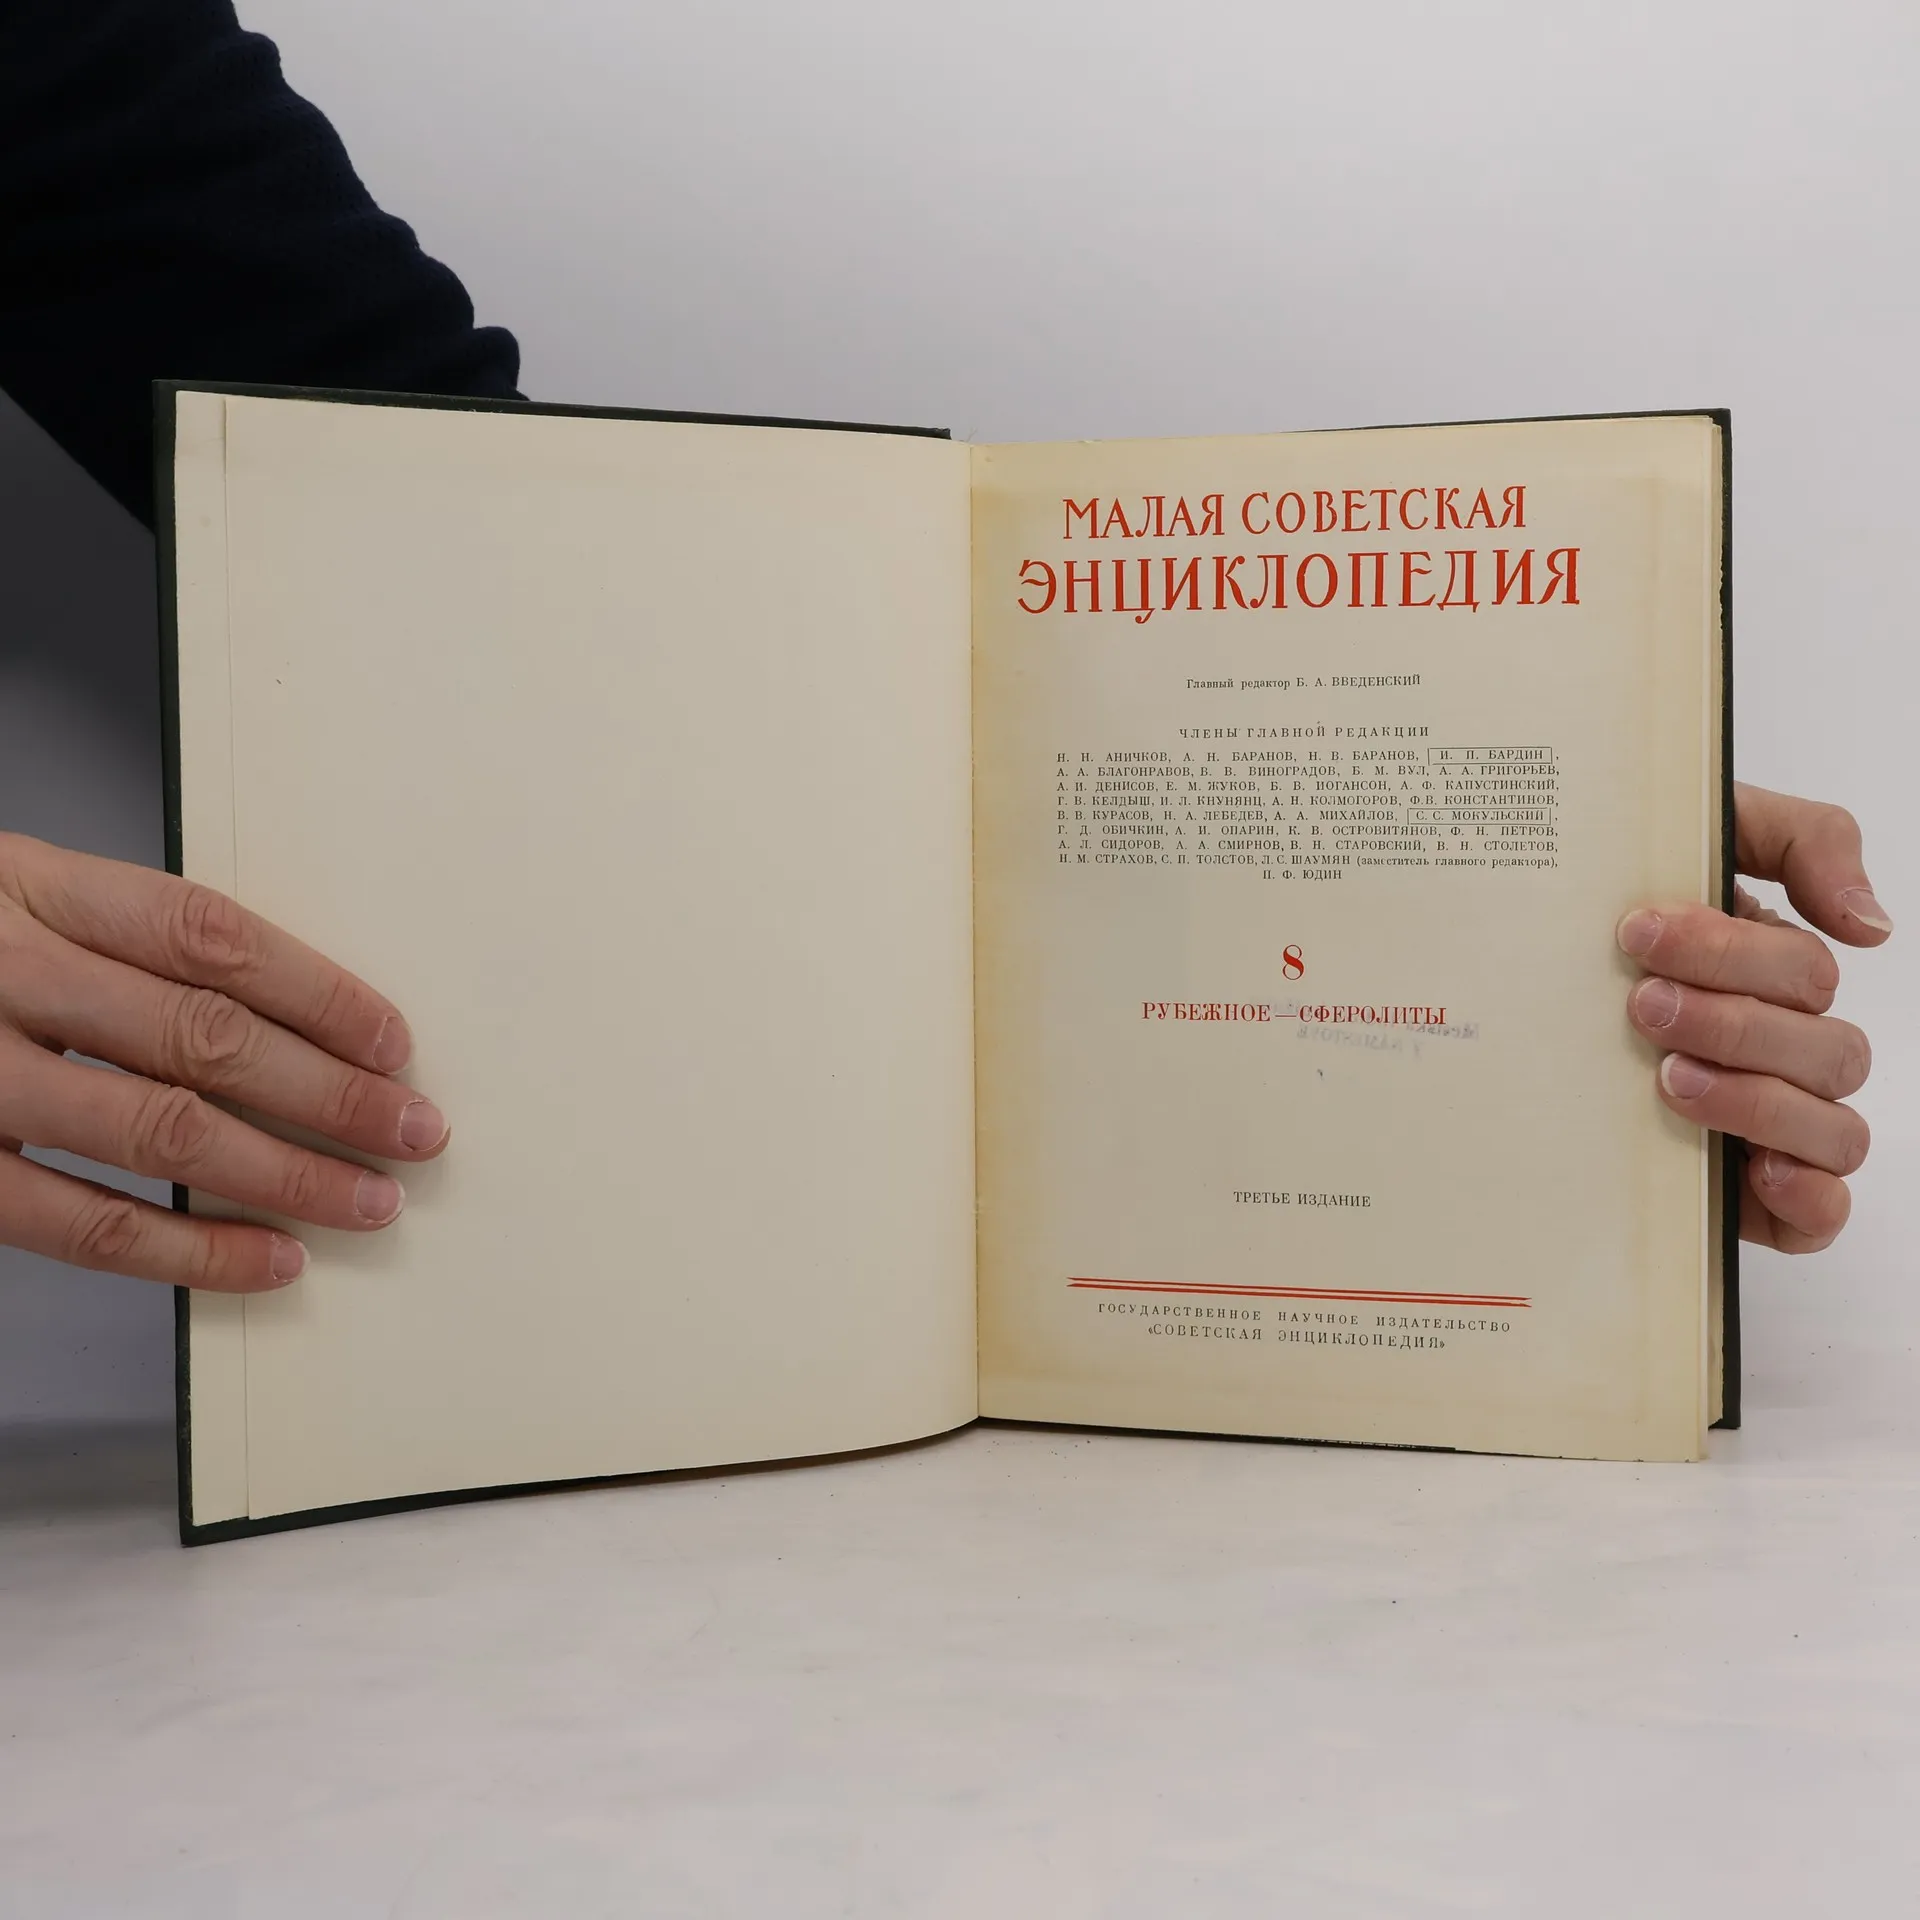 МАЛАЯ СОВЕТСКАЯ
ЭНЦИКЛОПЕДИЯ
Главный редактор Б. А. ВВЕДЕНСКИЙ
ЧЛЕНЫ ГЛАВНОЙ РЕДАКЦИИ
Н. Н. АНИЧКОВ, А. Н. БАРАНОВ, Н. В. БАРАНОВ, И. П. БАРДИН,
А. А. БЛАГОНРАВОВ, В. В. ВИНОГРАДОВ, Б. М. ВУЛ, А. А. ГРИГОРЬЕВ,
А. И. ДЕНИСОВ, Е. М. ЖУКОВ, Б. В. ИОГАНСОН, А. Ф. КАПУСТИНСКИЙ,
Г. В. КЕЛДЫШ, И. Л. КНУНЯНЦ, А. Н. КОЛМОГОРОВ, Ф. В. КОНСТАНТИНОВ,
В. В. КУРАСОВ, Н. А. ЛЕБЕДЕВ, А. А. МИХАЙЛОВ, С. С. МОКУЛЬСКИЙ,
Г. Д. ОБИЧКИН, А. И. ОПАРИН, К. В. ОСТРОВИТЯНОВ, Ф. Н. ПЕТРОВ,
А. Л. СИДОРОВ, А. А. СМИРНОВ, В. Н. СТАРОВСКИЙ, В. Н. СТОЛЕТОВ,
Н. М. СТРАХОВ, С. П. ТОЛСТОВ, Л. С. ШАУМЯН (заместитель главного редактора),
П. Ф. ЮДИН
8
РУБЕЖНОЕ — СФЕРОЛИТЫ
ТРЕТЬЕ ИЗДАНИЕ
ГОСУДАРСТВЕННОЕ НАУЧНОЕ ИЗДАТЕЛЬСТВО
«СОВЕТСКАЯ ЭНЦИКЛОПЕДИЯ»